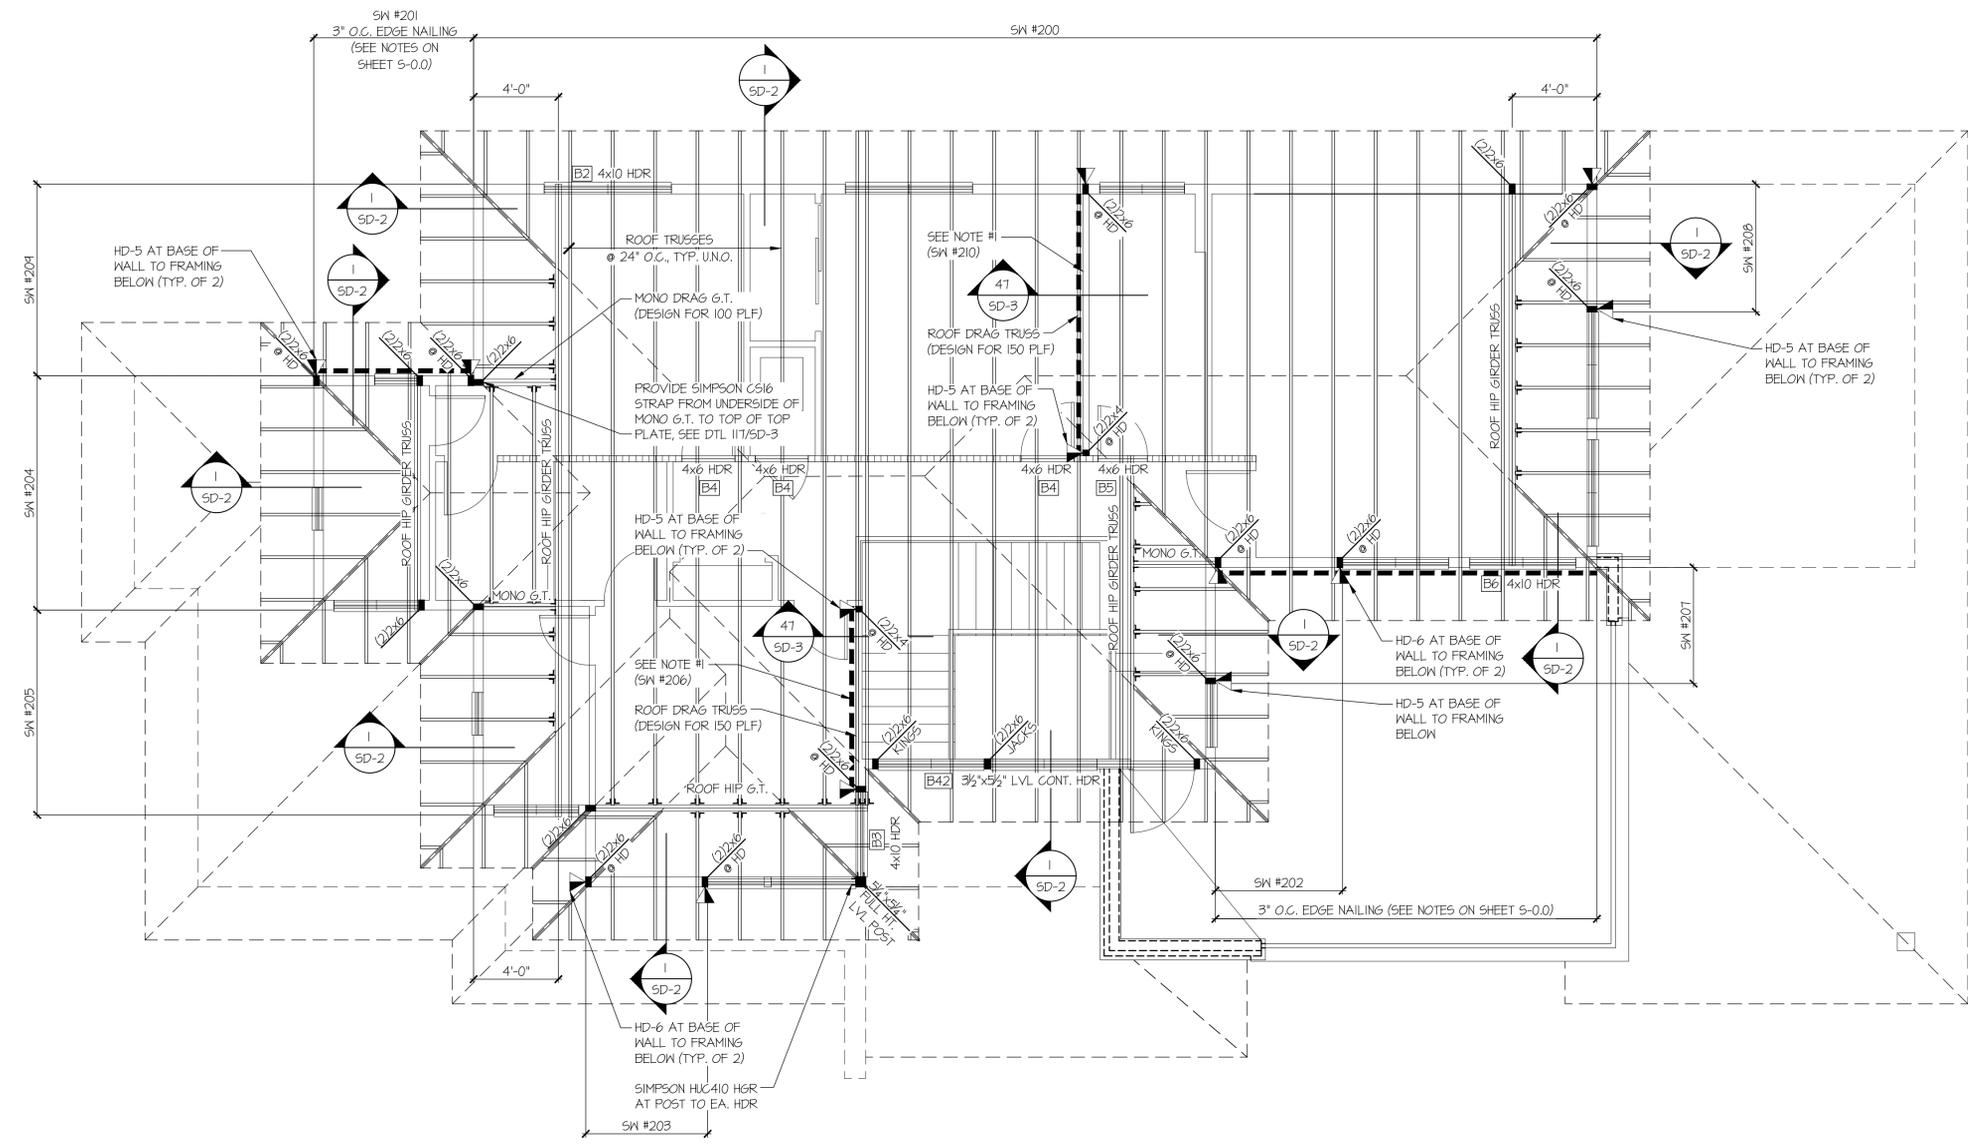 SW #201
3" O.C. EDGE NAILING
(SEE NOTES ON
SHEET S-0.0)
SW #200
1
SD-2
4'-0"
4'-0"
B2 4x10 HDR
(2)2x6
1
SD-2
(2)2x6
@ HD
(2)2x6
@ HD
SW #209
HD-5 AT BASE OF
WALL TO FRAMING
BELOW (TYP. OF 2)
1
SD-2
ROOF TRUSSES
@ 24" O.C., TYP. U.N.O.
SEE NOTE #1
(SW #210)
1
SD-2
SW #208
(2)2x6
@ HD
47
SD-3
MONO DRAG G.T.
(DESIGN FOR 100 PLF)
ROOF DRAG TRUSS
(DESIGN FOR 150 PLF)
ROOF HIP GIRDER TRUSS
HD-5 AT BASE OF
WALL TO FRAMING
BELOW (TYP. OF 2)
(2)2x6
@ HD
(2)2x6
(2)2x6
@ HD
(2)2x6
PROVIDE SIMPSON CS16
STRAP FROM UNDERSIDE OF
MONO G.T. TO TOP OF TOP
PLATE, SEE DTL 117/SD-3
HD-5 AT BASE OF
WALL TO FRAMING
BELOW (TYP. OF 2)
(2)2x4
@ HD
SW #204
1
SD-2
ROOF HIP GIRDER TRUSS
ROOF HIP GIRDER TRUSS
4x6 HDR
B4
4x6 HDR
B4
4x6 HDR
B4
4x6 HDR
B5
HD-5 AT BASE OF
WALL TO FRAMING
BELOW (TYP. OF 2)
ROOF HIP GIRDER TRUSS
MONO G.T.
(2)2x6
@ HD
(2)2x6
@ HD
B6 4x10 HDR
(2)2x6
MONO G.T.
(2)2x6
47
SD-3
(2)2x4
@ HD
1
SD-2
HD-6 AT BASE OF
WALL TO FRAMING
BELOW (TYP. OF 2)
1
SD-2
SW #207
SW #205
SEE NOTE #1
(SW #206)
(2)2x6
@ HD
ROOF DRAG TRUSS
(DESIGN FOR 150 PLF)
HD-5 AT BASE OF
WALL TO FRAMING
BELOW
1
SD-2
(2)2x6
KINGS
(2)2x6
JACKS
(2)2x6
KINGS
(2)2x6
@ HD
B42 3½"x5½" LVL CONT. HDR
ROOF HIP G.T.
(2)2x6
B3
4x10 HDR
(2)2x6
@ HD
(2)2x6
@ HD
1
SD-2
SW #202
5¼"x5¼"
FULL HT.
LVL POST
3" O.C. EDGE NAILING (SEE NOTES ON SHEET S-0.0)
4'-0"
1
SD-2
HD-6 AT BASE OF
WALL TO FRAMING
BELOW (TYP. OF 2)
SIMPSON HUC410 HGR
AT POST TO EA. HDR
SW #203